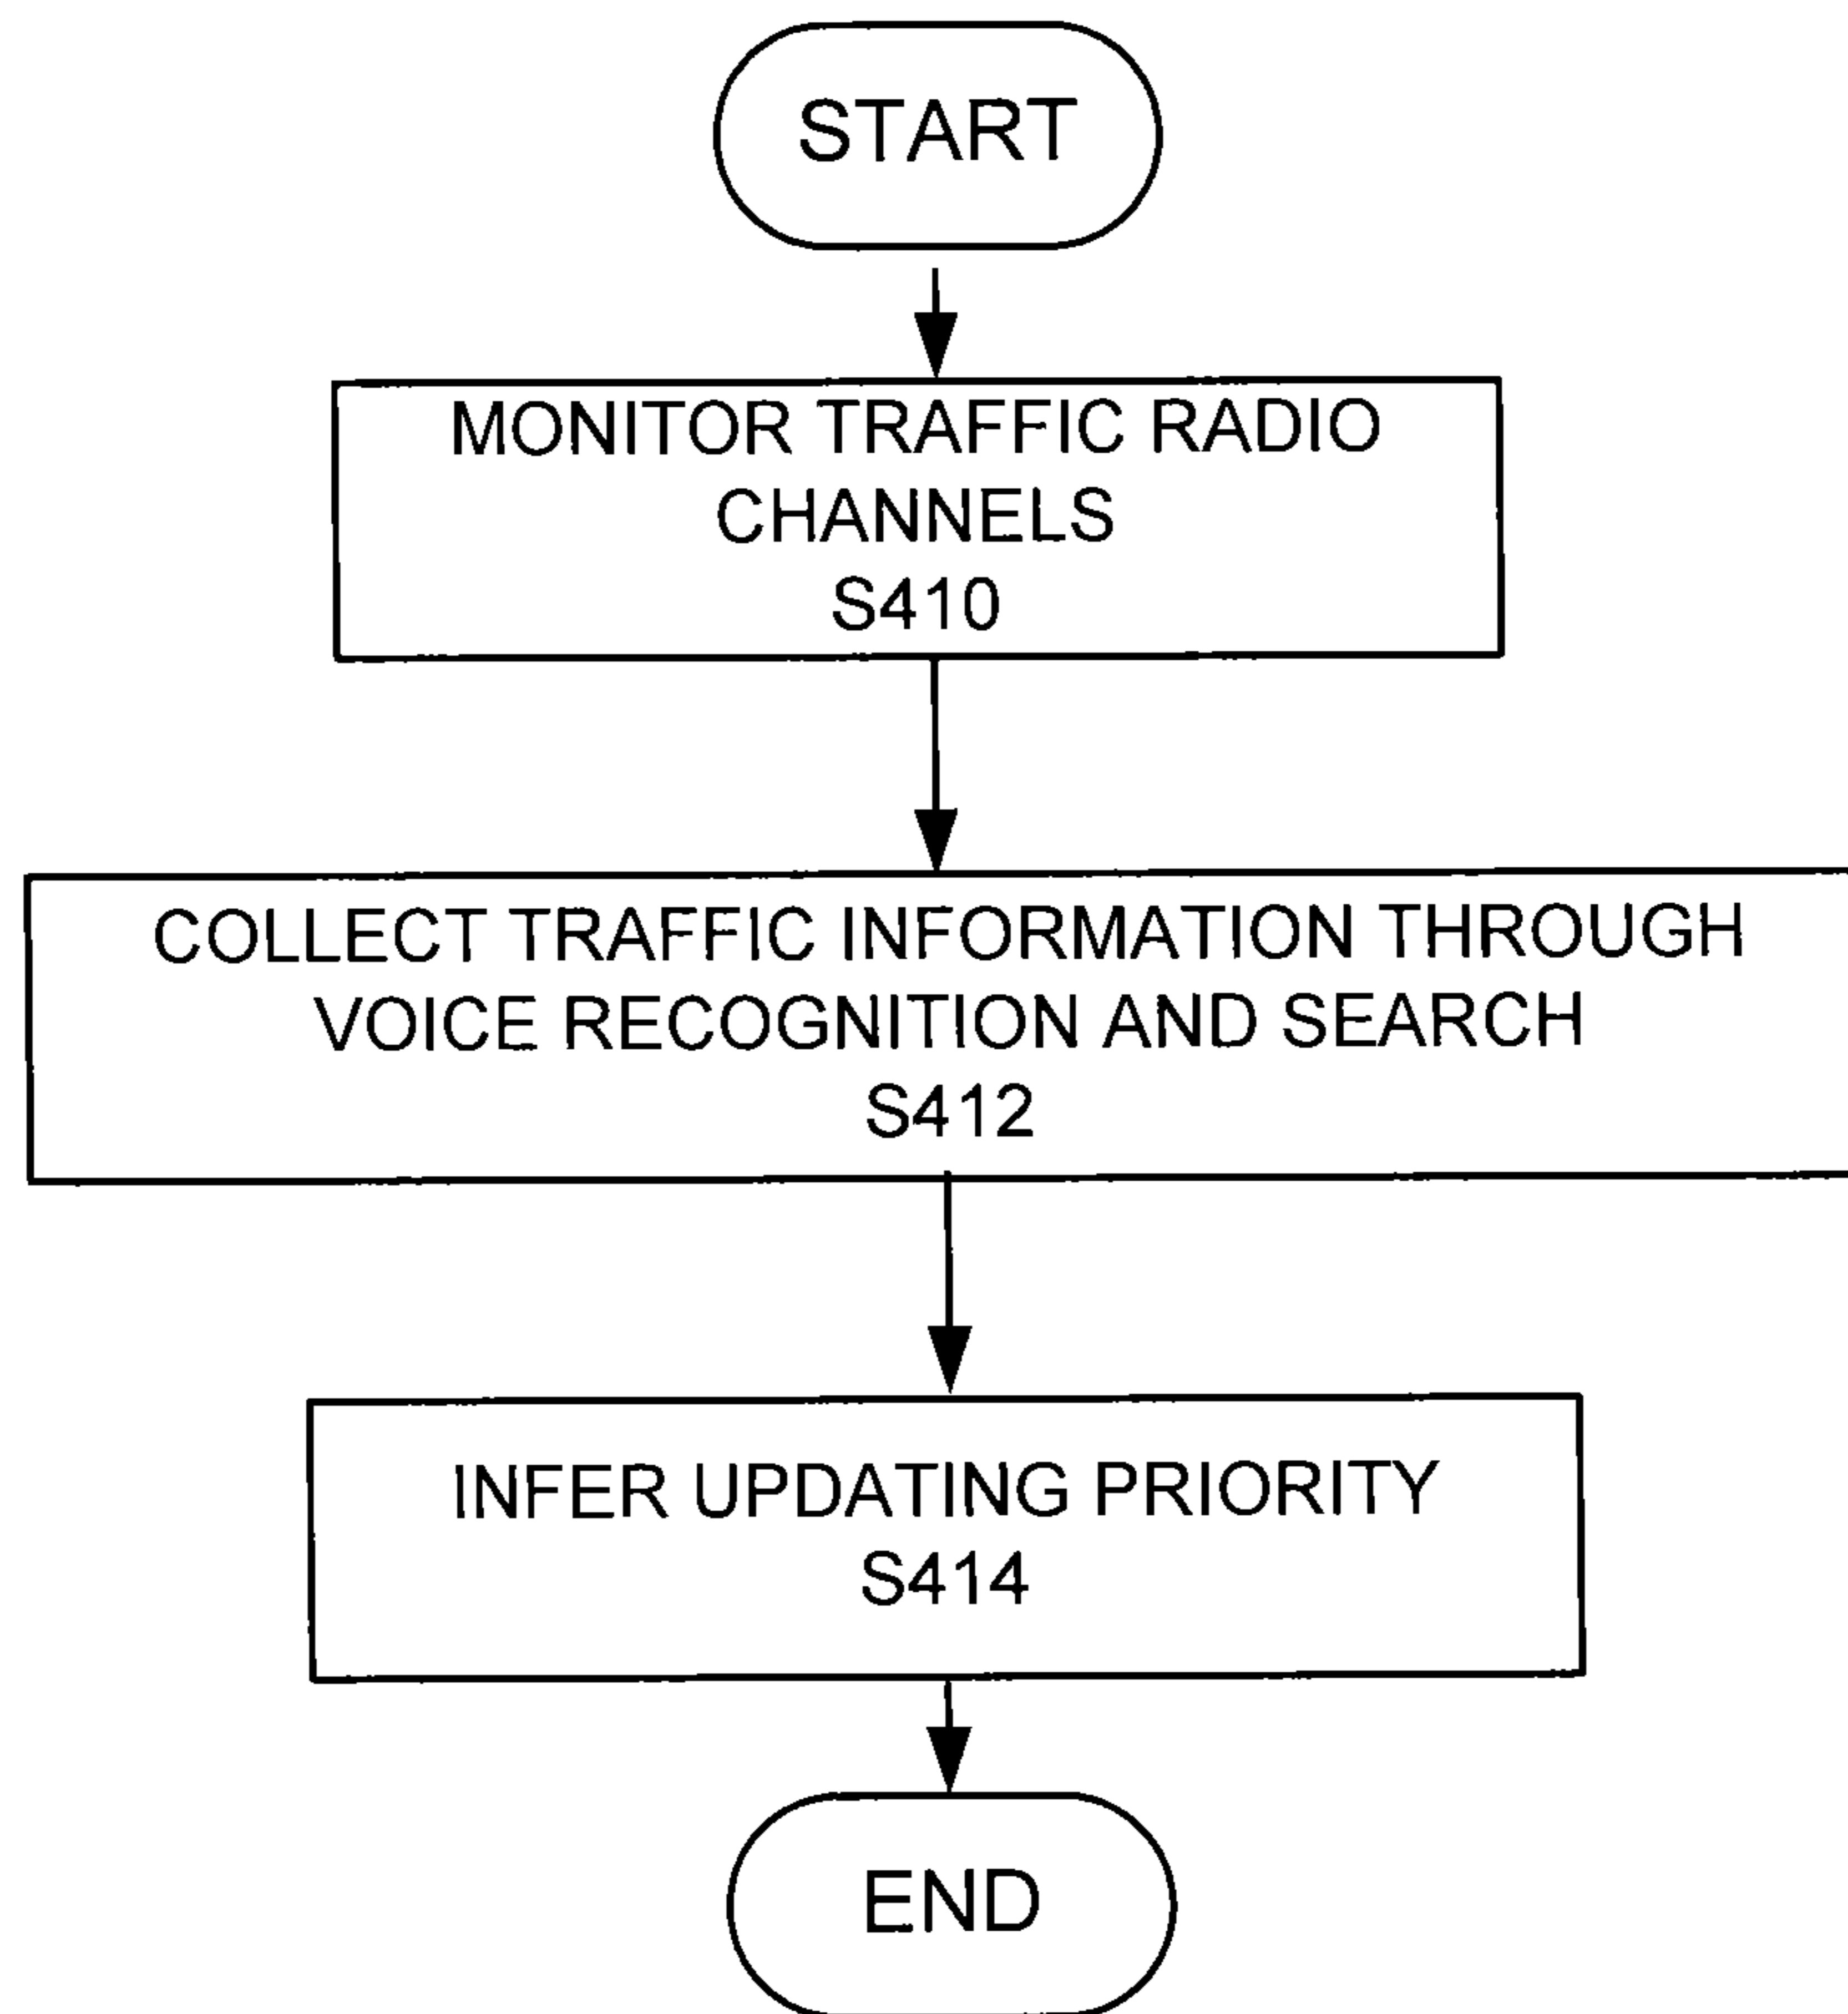 START
MONITOR TRAFFIC RADIO
CHANNELS
S410
COLLECT TRAFFIC INFORMATION THROUGH
VOICE RECOGNITION AND SEARCH
S412
INFER UPDATING PRIORITY
S414
END